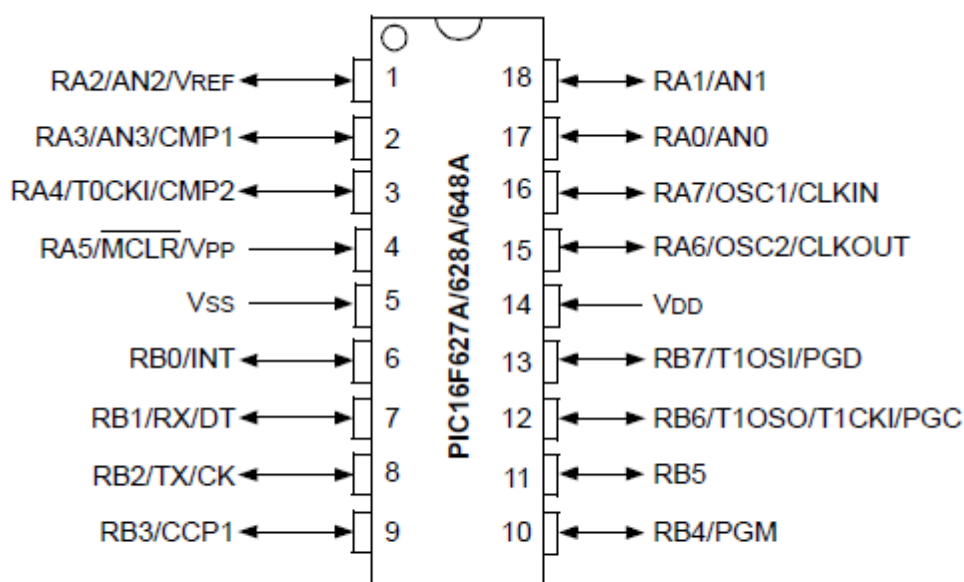 RA2/AN2/VREF 1 18 RA1/AN1
RA3/AN3/CMP1 2 17 RA0/AN0
RA4/T0CKI/CMP2 3 16 RA7/OSC1/CLKIN
RA5/MCLR/VPP 4 15 RA6/OSC2/CLKOUT
VSS 5 14 VDD
RB0/INT 6 13 RB7/T1OSI/PGD
RB1/RX/DT 7 12 RB6/T1OSO/T1CKI/PGC
RB2/TX/CK 8 11 RB5
RB3/CCP1 9 10 RB4/PGM
PIC16F627A/628A/648A